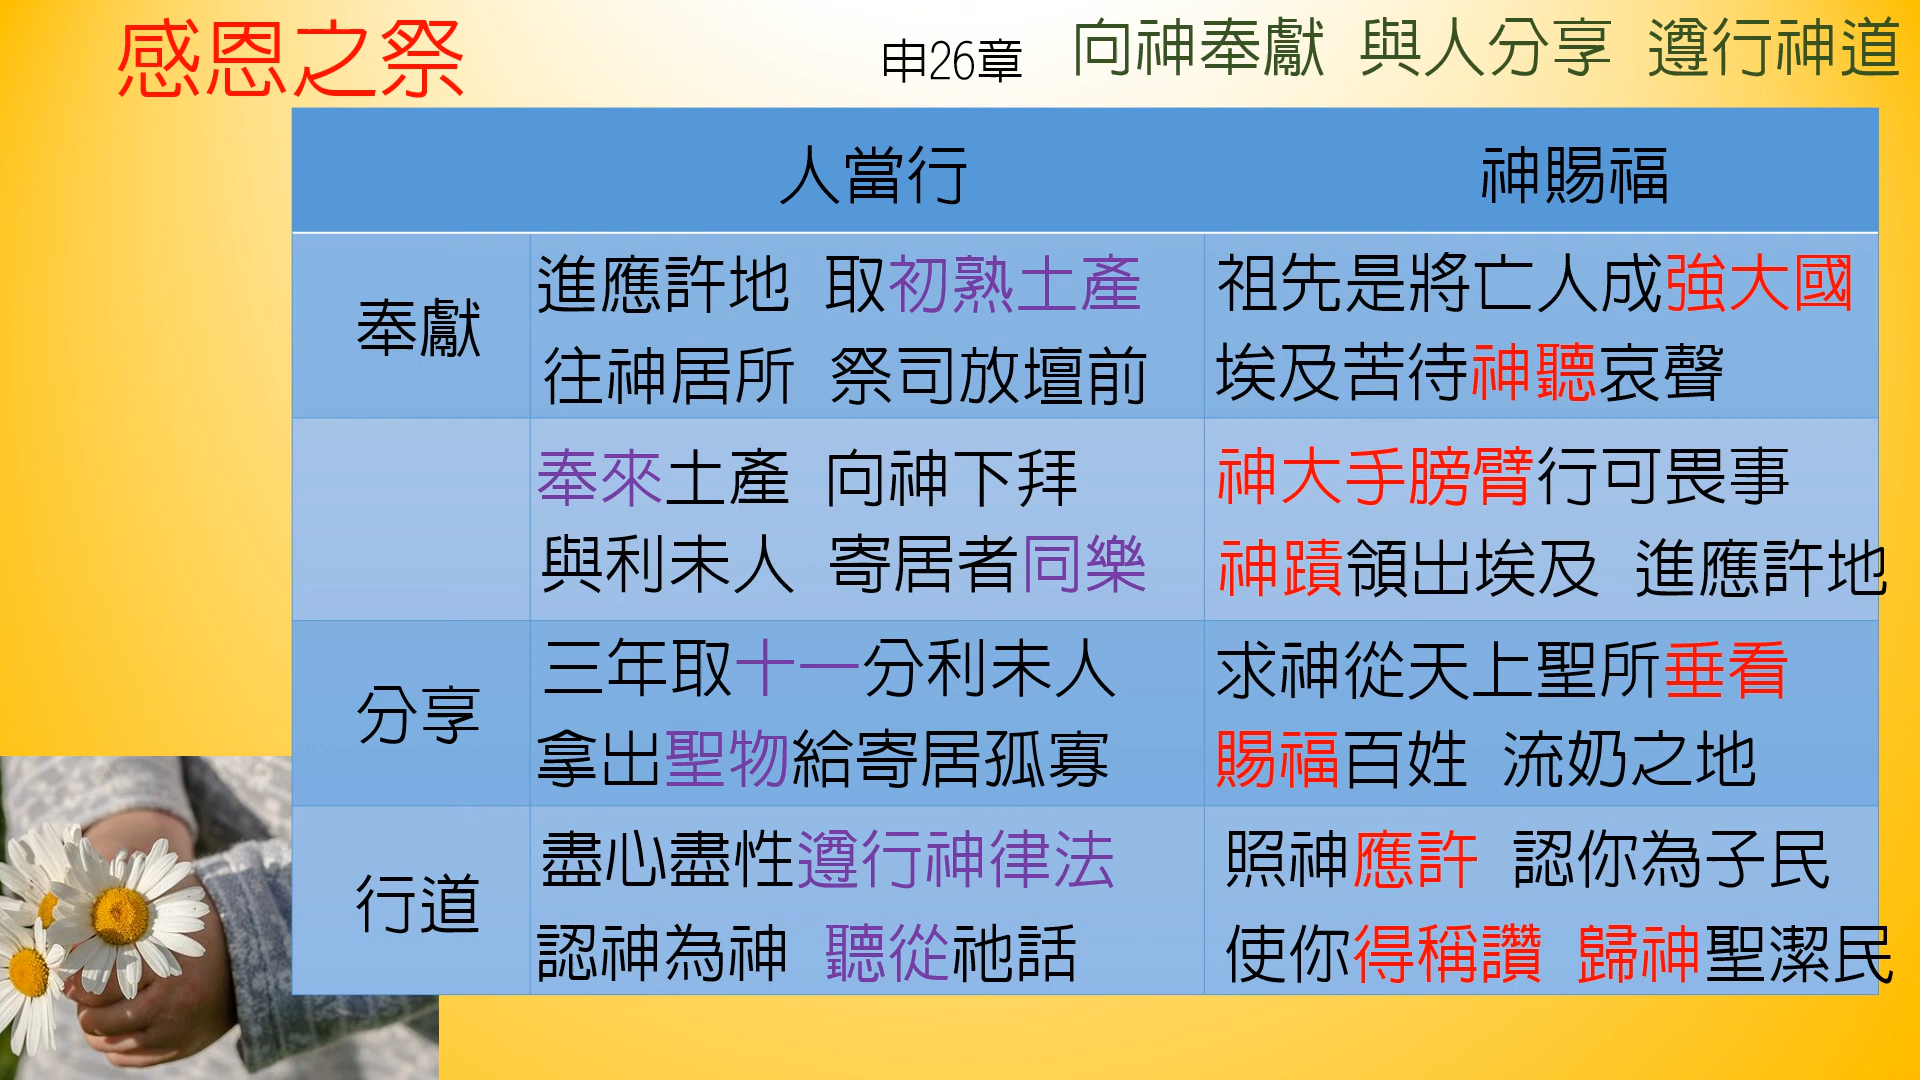 感恩之祭
申26章 向神奉獻 與人分享 遵行神道
人當行 神賜福
奉獻
進應許地 取初熟土產
往神居所 祭司放壇前
祖先是將亡人成強大國
埃及苦待神聽哀聲
奉來土產 向神下拜
與利未人 寄居者同樂
神大手膀臂行可畏事
神蹟領出埃及 進應許地
分享
三年取十一分利未人
拿出聖物給寄居孤寡
求神從天上聖所垂看
賜福百姓 流奶之地
行道
盡心盡性遵行神律法
認神為神 聽從祂話
照神應許 認你為子民
使你得稱讚 歸神聖潔民